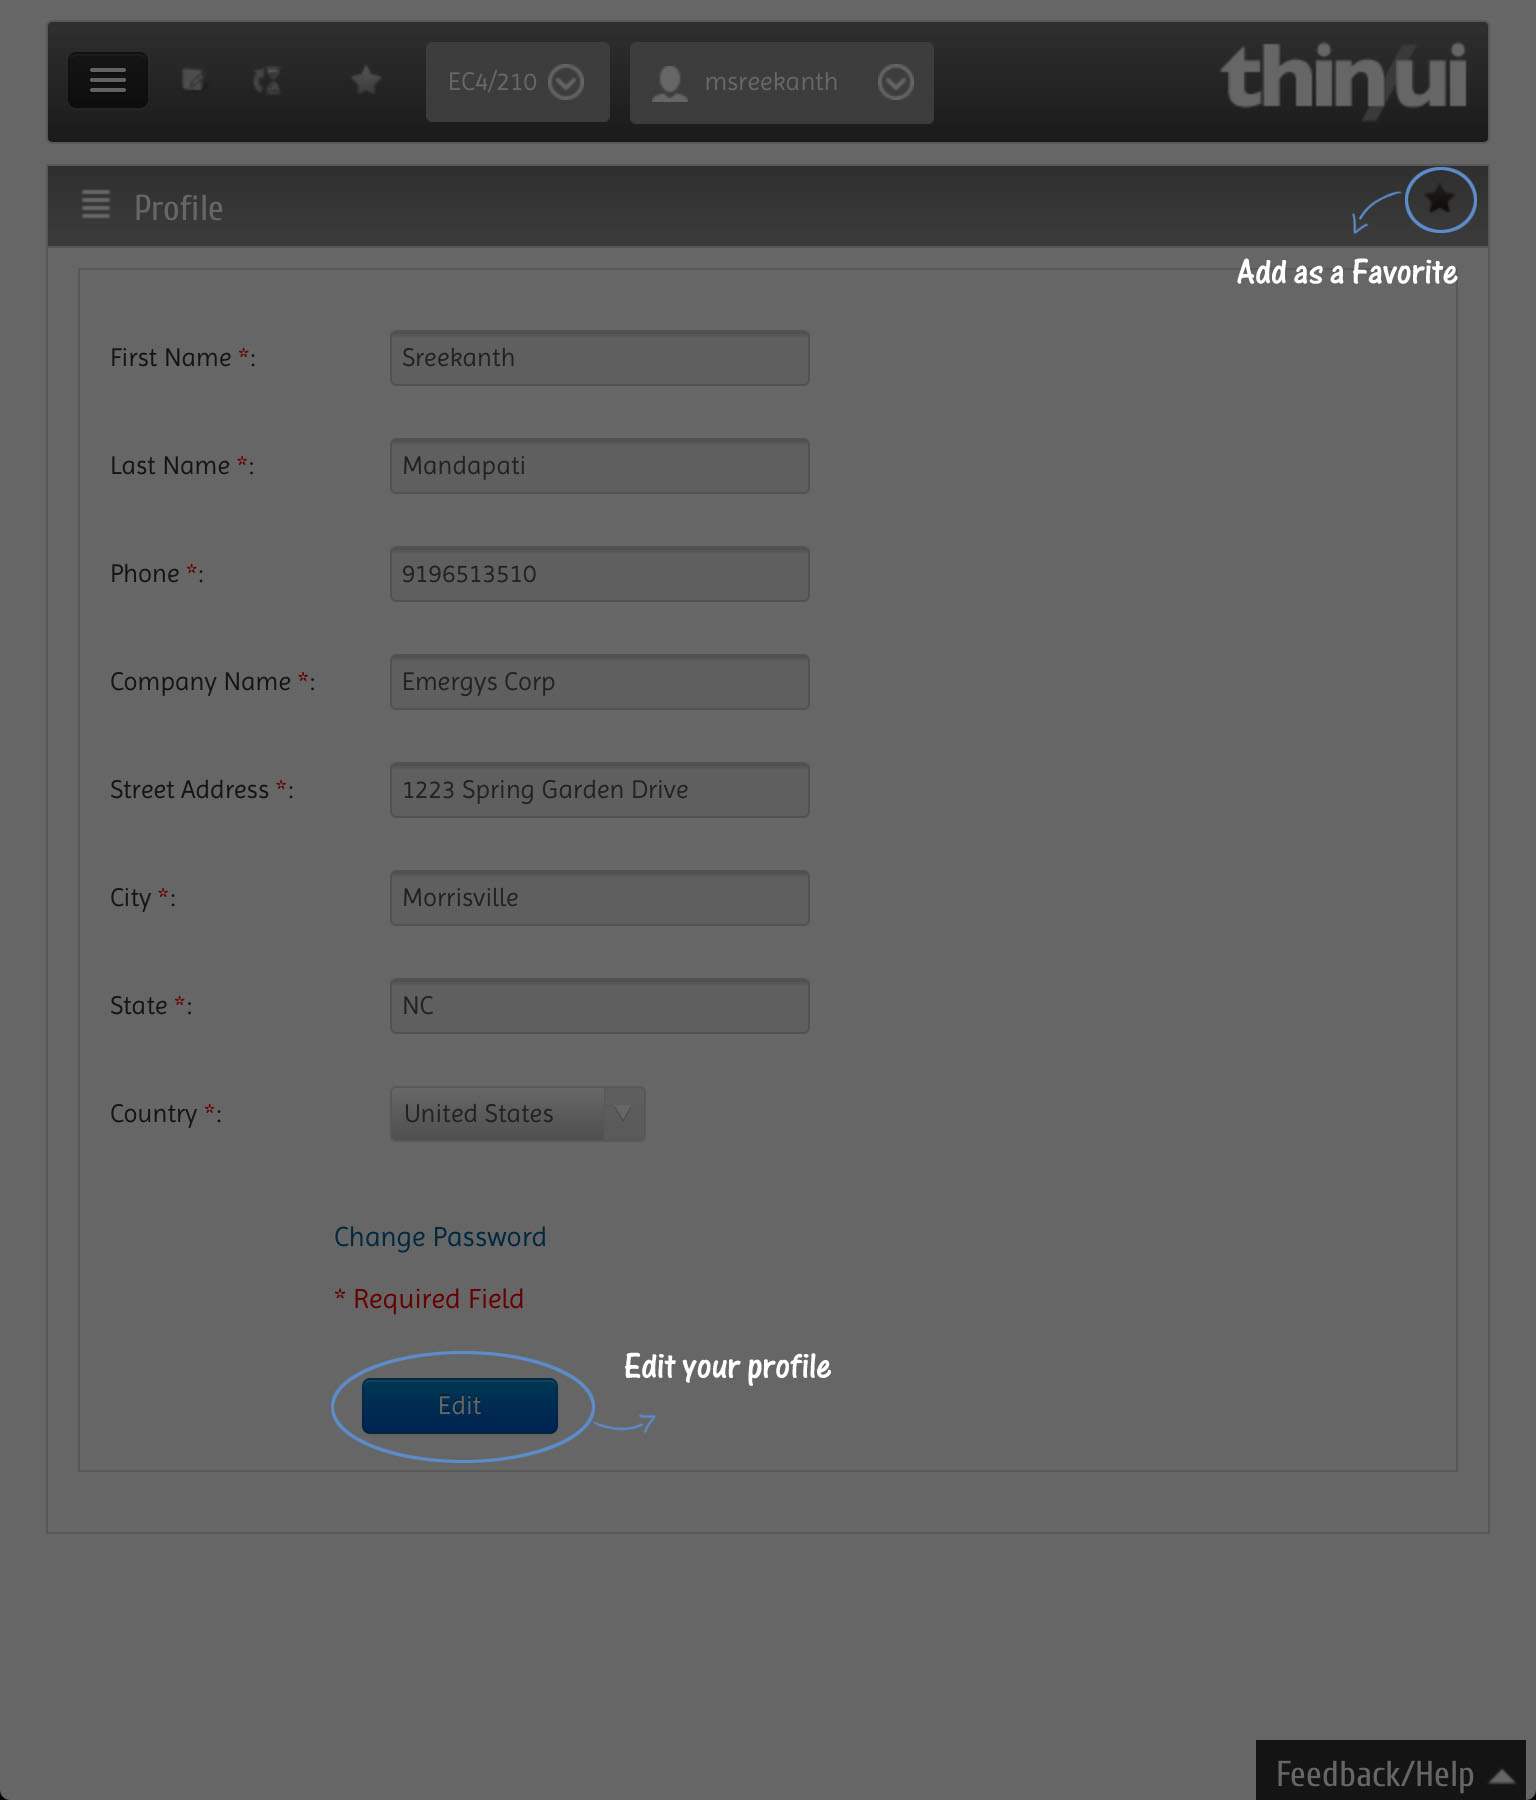 EC4/210
msreekanth
thin/ui
Profile
Add as a Favorite
First Name *:
Sreekanth
Last Name *:
Mandapati
Phone *:
9196513510
Company Name *:
Emergys Corp
Street Address *:
1223 Spring Garden Drive
City *:
Morrisville
State *:
NC
Country *:
United States
Change Password
* Required Field
Edit your profile
Edit
Feedback/Help